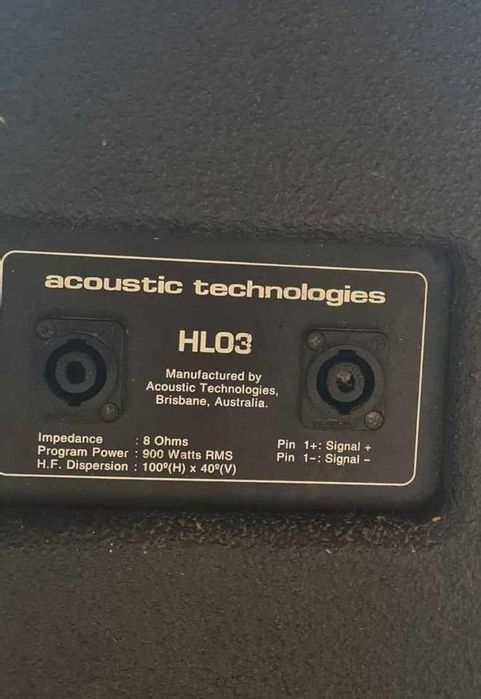 acoustic technologies
HL03
Manufactured by
Acoustic Technologies,
Brisbane, Australia.
Impedance : 8 Ohms
Program Power : 900 Watts RMS
H.F. Dispersion : 100º(H) x 40º(V)
Pin 1+: Signal +
Pin 1-: Signal -